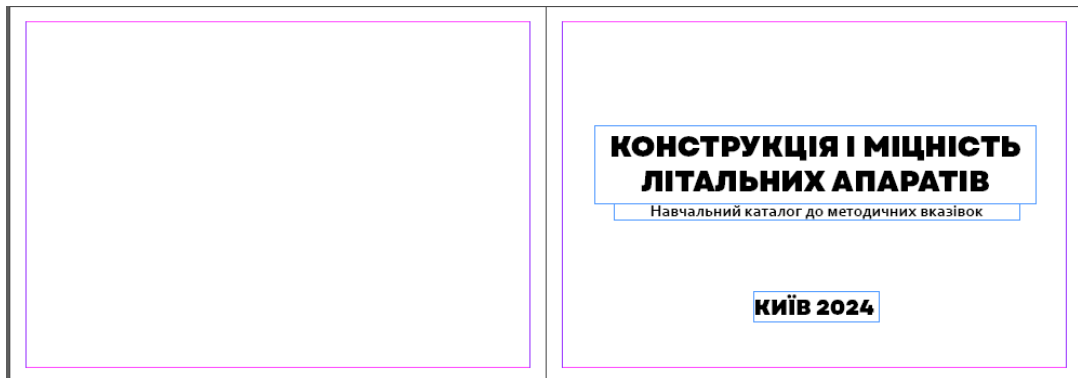 КОНСТРУКЦІЯ І МІЦНІСТЬ
ЛІТАЛЬНИХ АПАРАТІВ
Навчальний каталог до методичних вказівок
КИЇВ 2024